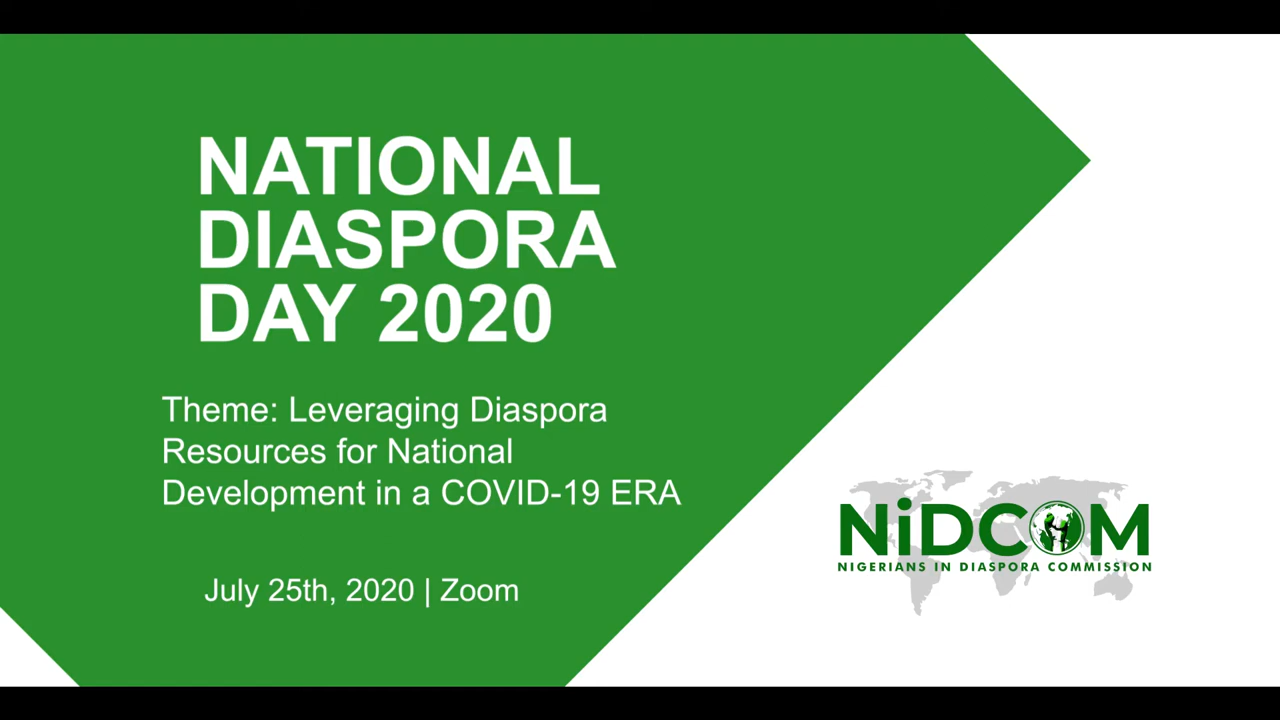 NATIONAL
DIASPORA
DAY 2020
Theme: Leveraging Diaspora
Resources for National
Development in a COVID-19 ERA
July 25th, 2020 | Zoom
NiDCOM
NIGERIANS IN DIASPORA COMMISSION